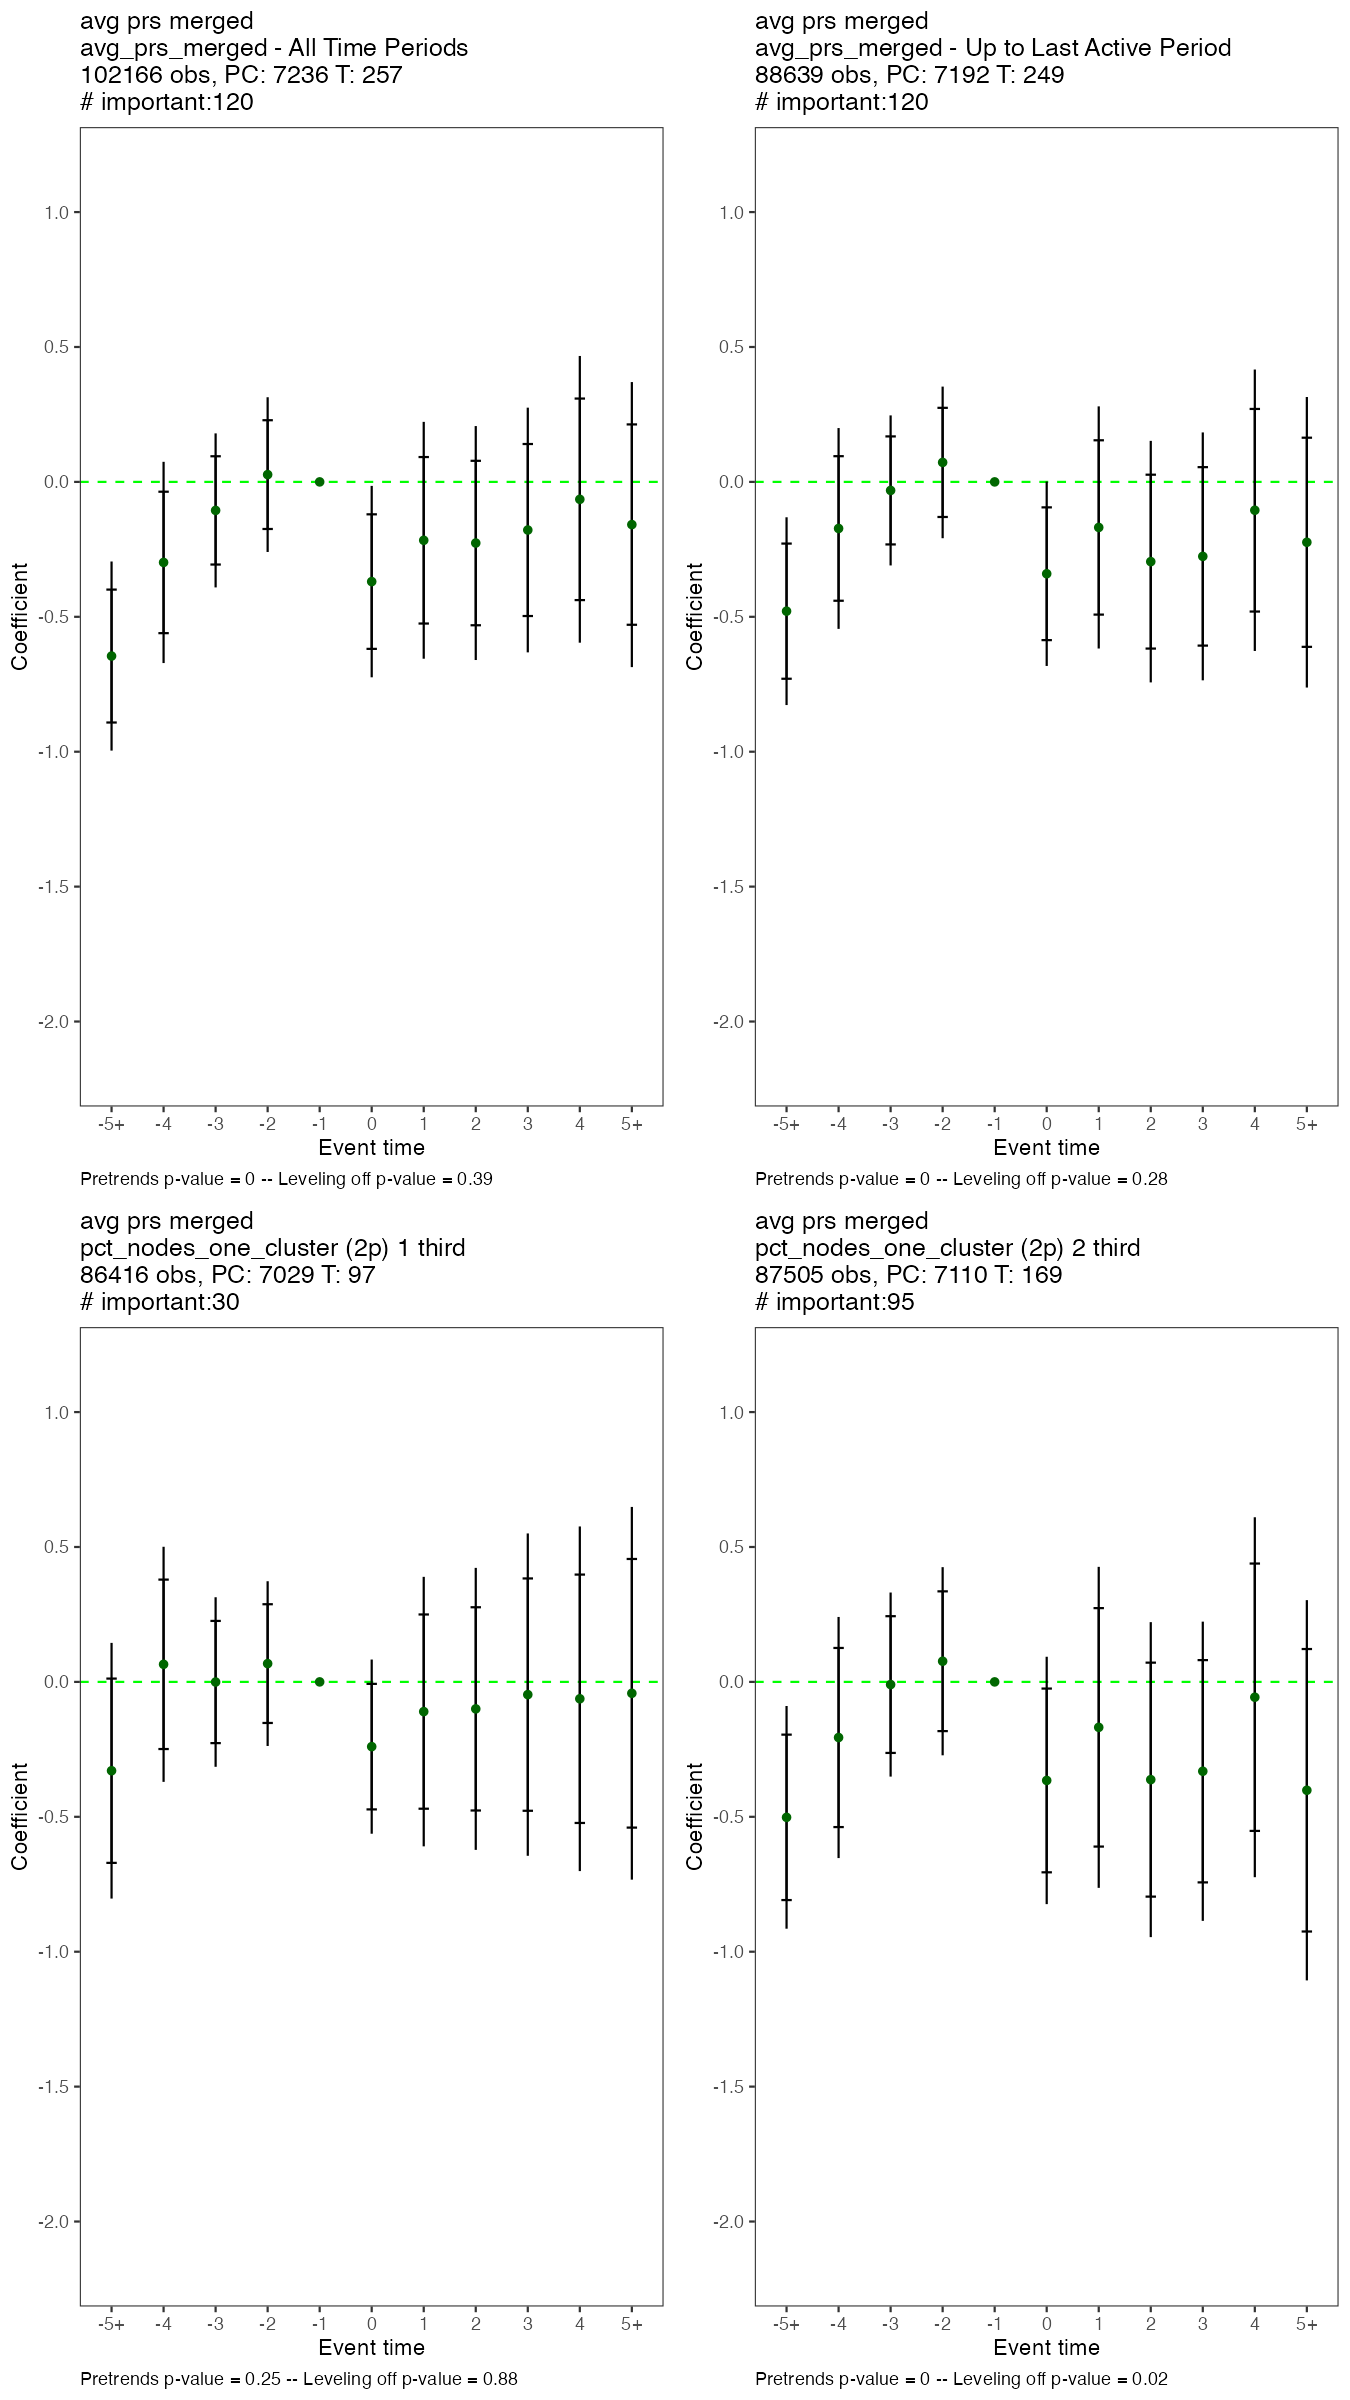 avg prs merged
avg_prs_merged - All Time Periods
102166 obs, PC: 7236 T: 257
# important:120
1.0
0.5
0.0
-0.5
-1.0
-1.5
-2.0
Coefficient
-5+ -4 -3 -2 -1 0 1 2 3 4 5+
Event time
Pretrends p-value = 0 -- Leveling off p-value = 0.39
avg prs merged
avg_prs_merged - Up to Last Active Period
88639 obs, PC: 7192 T: 249
# important:120
1.0
0.5
0.0
-0.5
-1.0
-1.5
-2.0
Coefficient
-5+ -4 -3 -2 -1 0 1 2 3 4 5+
Event time
Pretrends p-value = 0 -- Leveling off p-value = 0.28
avg prs merged
pct_nodes_one_cluster (2p) 1 third
86416 obs, PC: 7029 T: 97
# important:30
1.0
0.5
0.0
-0.5
-1.0
-1.5
-2.0
Coefficient
-5+ -4 -3 -2 -1 0 1 2 3 4 5+
Event time
Pretrends p-value = 0.25 -- Leveling off p-value = 0.88
avg prs merged
pct_nodes_one_cluster (2p) 2 third
87505 obs, PC: 7110 T: 169
# important:95
1.0
0.5
0.0
-0.5
-1.0
-1.5
-2.0
Coefficient
-5+ -4 -3 -2 -1 0 1 2 3 4 5+
Event time
Pretrends p-value = 0 -- Leveling off p-value = 0.02